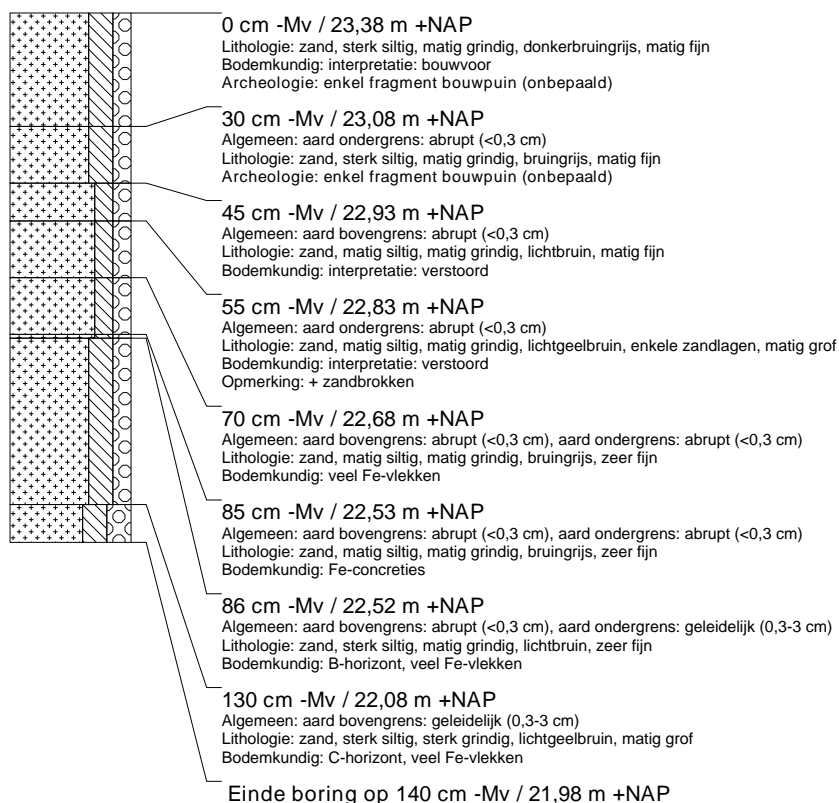 0 cm -Mv / 23,38 m +NAP
Lithologie: zand, sterk siltig, matig grindig, donkerbruingrijs, matig fijn
Bodemkundig: interpretatie: bouwvoor
Archeologie: enkel fragment bouwpuin (onbepaald)
30 cm -Mv / 23,08 m +NAP
Algemeen: aard ondergrens: abrupt (<0,3 cm)
Lithologie: zand, sterk siltig, matig grindig, bruingrijs, matig fijn
Archeologie: enkel fragment bouwpuin (onbepaald)
45 cm -Mv / 22,93 m +NAP
Algemeen: aard bovengrens: abrupt (<0,3 cm)
Lithologie: zand, matig siltig, matig grindig, lichtbruin, matig fijn
Bodemkundig: interpretatie: verstoord
55 cm -Mv / 22,83 m +NAP
Algemeen: aard ondergrens: abrupt (<0,3 cm)
Lithologie: zand, matig siltig, matig grindig, lichtgeelbruin, enkele zandlagen, matig grof
Bodemkundig: interpretatie: verstoord
Opmerking: + zandbrokken
70 cm -Mv / 22,68 m +NAP
Algemeen: aard bovengrens: abrupt (<0,3 cm), aard ondergrens: abrupt (<0,3 cm)
Lithologie: zand, matig siltig, matig grindig, bruingrijs, zeer fijn
Bodemkundig: veel Fe-vlekken
85 cm -Mv / 22,53 m +NAP
Algemeen: aard bovengrens: abrupt (<0,3 cm), aard ondergrens: abrupt (<0,3 cm)
Lithologie: zand, matig siltig, matig grindig, bruingrijs, zeer fijn
Bodemkundig: Fe-concreties
86 cm -Mv / 22,52 m +NAP
Algemeen: aard bovengrens: abrupt (<0,3 cm), aard ondergrens: geleidelijk (0,3-3 cm)
Lithologie: zand, sterk siltig, matig grindig, lichtbruin, zeer fijn
Bodemkundig: B-horizont, veel Fe-vlekken
130 cm -Mv / 22,08 m +NAP
Algemeen: aard bovengrens: geleidelijk (0,3-3 cm)
Lithologie: zand, sterk siltig, sterk grindig, lichtgeelbruin, matig grof
Bodemkundig: C-horizont, veel Fe-vlekken
Einde boring op 140 cm -Mv / 21,98 m +NAP